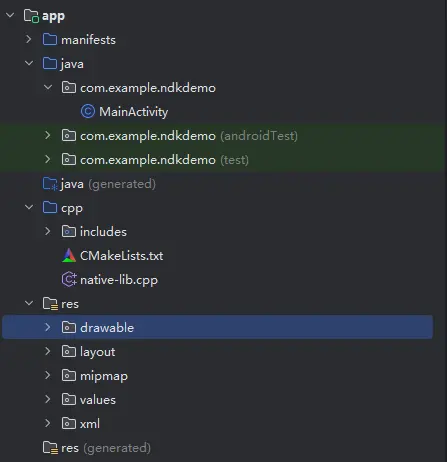 app
manifests
java
com.example.ndkdemo
MainActivity
com.example.ndkdemo (androidTest)
com.example.ndkdemo (test)
java (generated)
cpp
includes
CMakeLists.txt
native-lib.cpp
res
drawable
layout
mipmap
values
xml
res (generated)